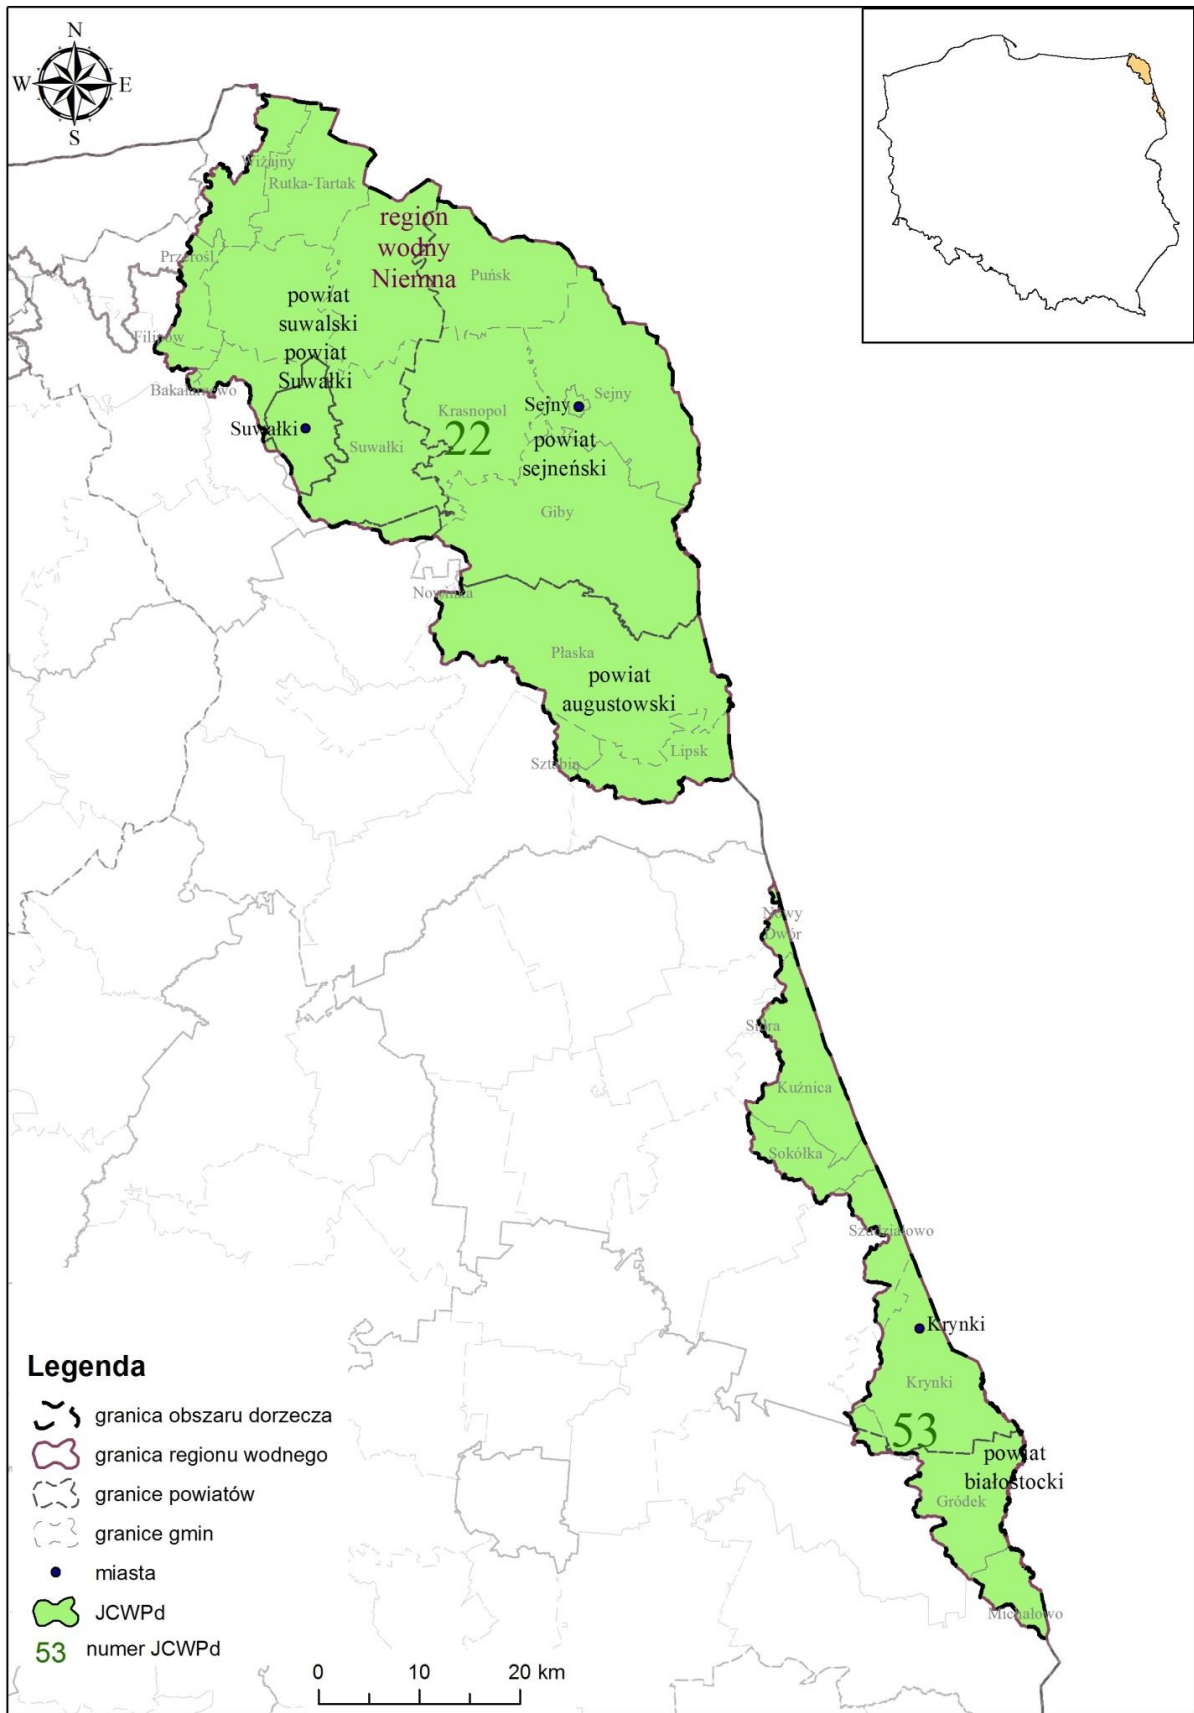 N
W
E
S
Wiżajny
Rutka-Tartak
region
wodny
Niemna
Przerośl
Puńsk
powiat
suwalski
Filipów
powiat
Suwałki
Bakałarzewo
Sejny
Sejny
Krasnopol
Suwałki
22
Suwałki
powiat
sejneński
Giby
Nowinka
Płaska
powiat
augustowski
Lipsk
Sztabin
Nowy
Dwór
Sidra
Kuźnica
Sokółka
Szudziałowo
Krynki
Krynki
53
powiat
białostocki
Gródek
Michałowo
Legenda
granica obszaru dorzecza
granica regionu wodnego
granice powiatów
granice gmin
miasta
JCWPd
53 numer JCWPd
0 10 20 km